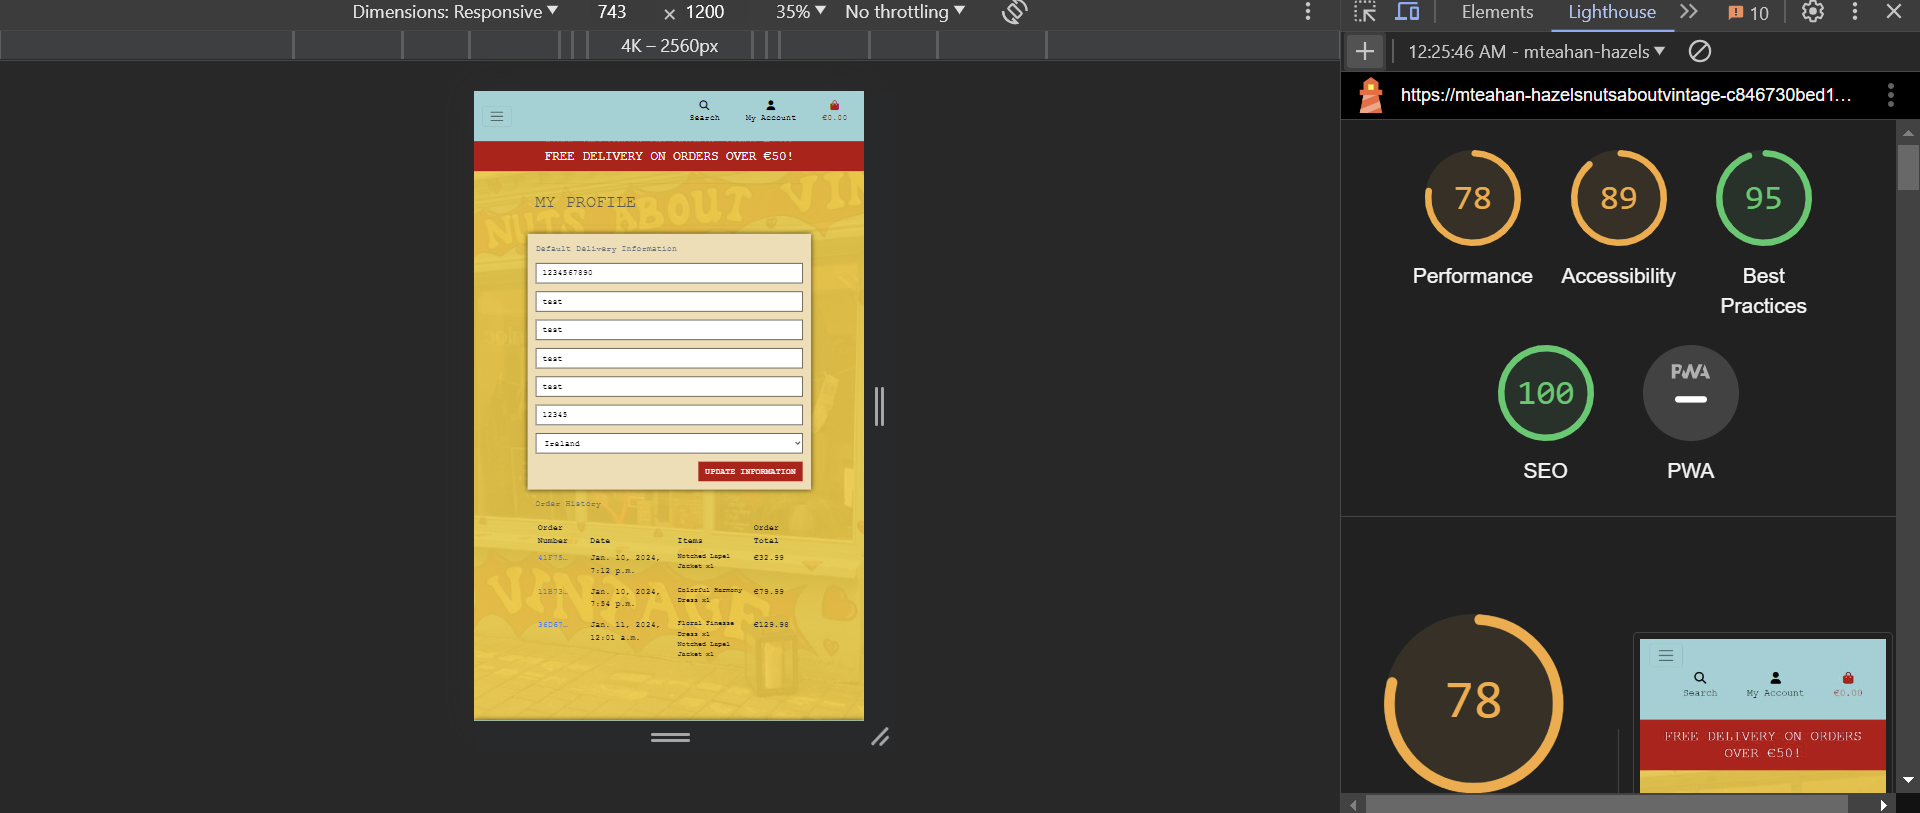 Dimensions: Responsive 743 × 1200 35% No throttling
4K – 2560px
Search
My Account
€0.00
FREE DELIVERY ON ORDERS OVER €50!
NUTS ABOUT VIN
MY PROFILE
Default Delivery Information
1234567890
test
test
test
test
12345
Ireland
UPDATE INFORMATION
Order History
Order Number Date Items Order Total
Jan. 10, 2024, 7:12 p.m.
Notched Lapel Jacket x1
€32.99
Jan. 10, 2024, 7:54 p.m.
Colorful Harmony Dress x1
€79.99
36D67…
Jan. 11, 2024, 12:01 a.m.
Floral Finesse Dress x1
Notched Lapel Jacket x1
€129.98
VINTAGE
Elements Lighthouse 10
12:25:46 AM - mteahan-hazels
https://mteahan-hazelsnutsaboutvintage-c846730bed1…
78
Performance
89
Accessibility
95
Best Practices
100
SEO
PWA
PWA
78
Search
My Account
€0.00
FREE DELIVERY ON ORDERS
OVER €50!